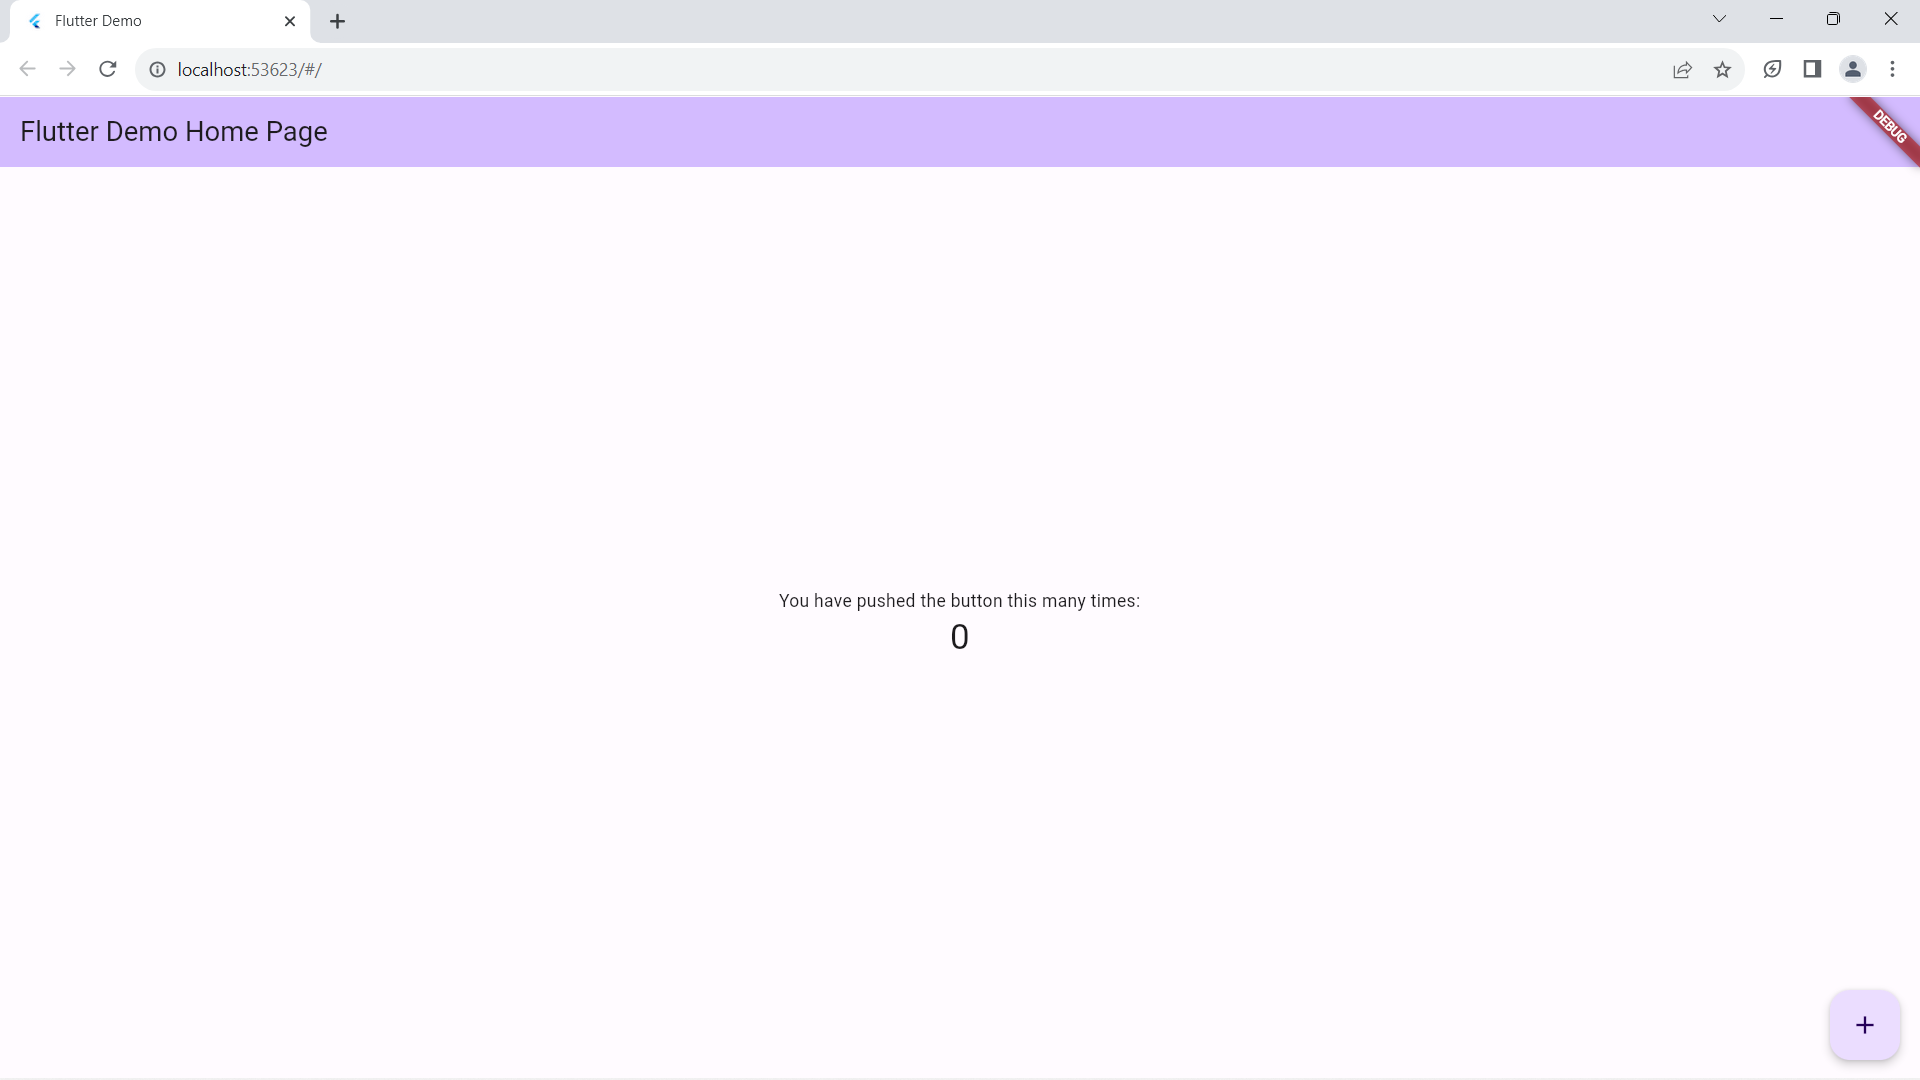 Flutter Demo
localhost:53623/#/
Flutter Demo Home Page
DEBUG
You have pushed the button this many times:
0